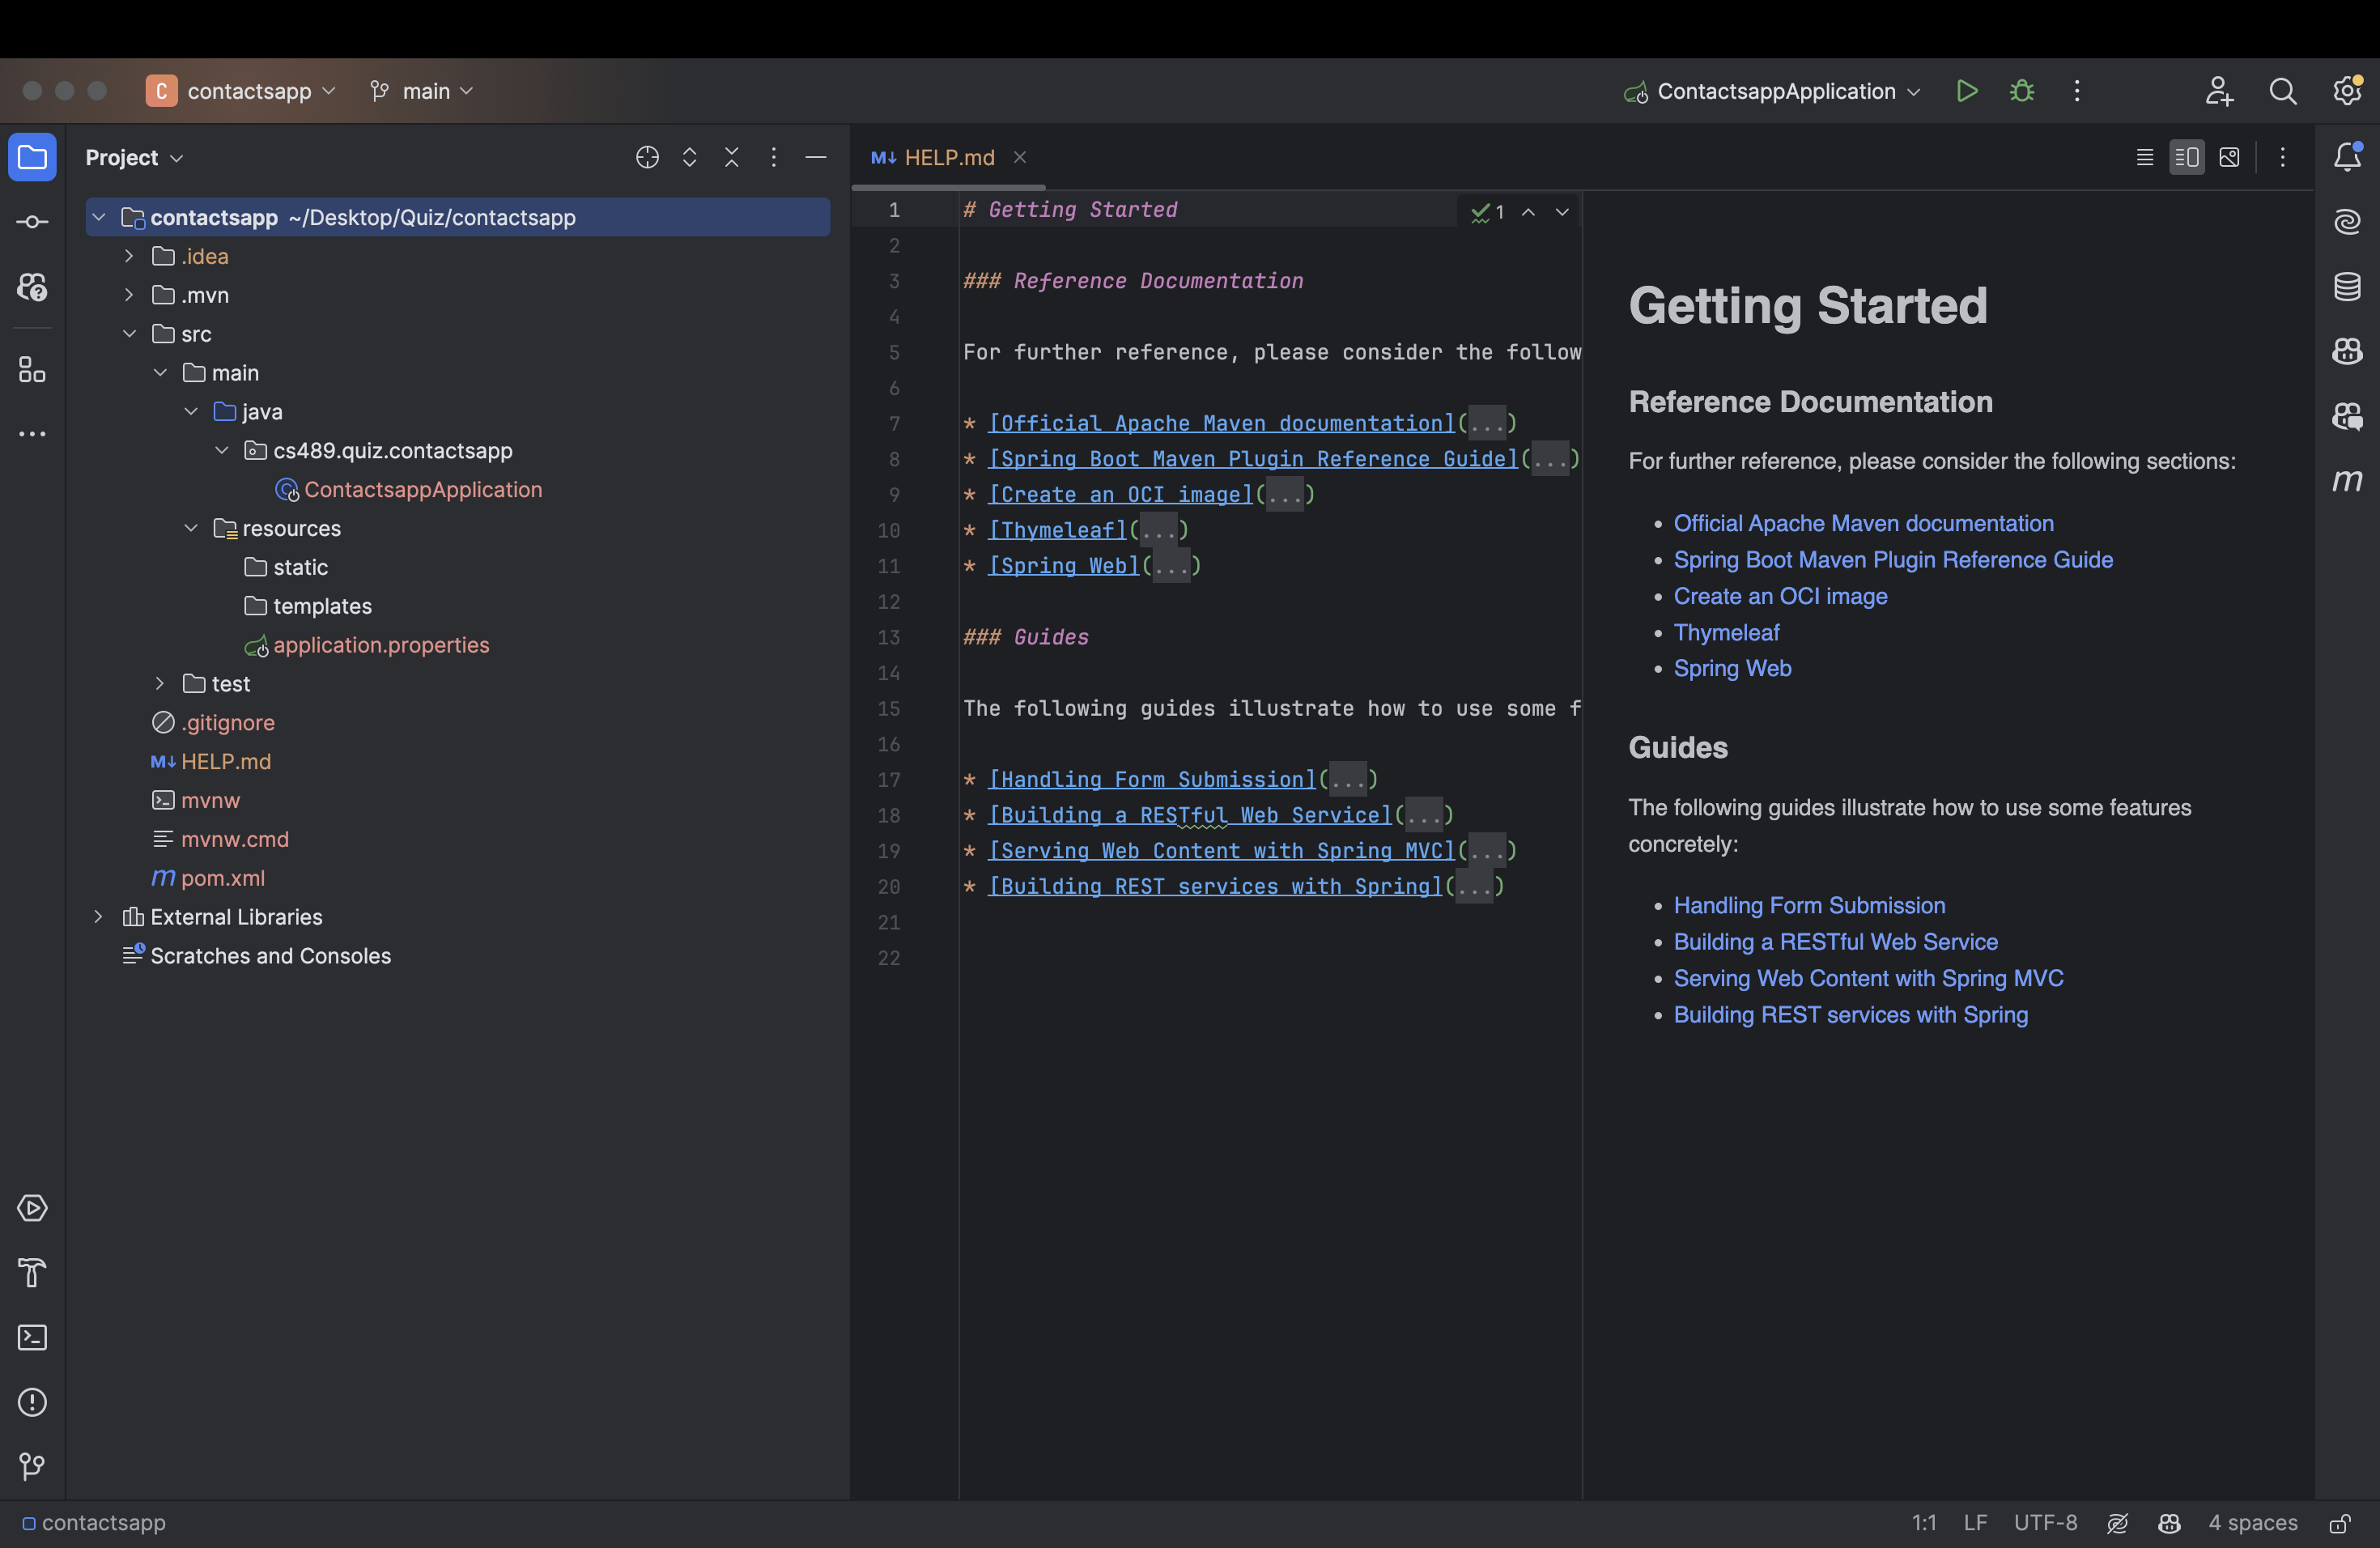 C contactsapp main ContactsappApplication
Project
contactsapp ~/Desktop/Quiz/contactsapp
.idea
.mvn
src
main
java
cs489.quiz.contactsapp
ContactsappApplication
resources
static
templates
application.properties
test
.gitignore
M↓ HELP.md
mvnw
mvnw.cmd
m pom.xml
External Libraries
Scratches and Consoles
M↓ HELP.md
1 # Getting Started
1
2
3 ### Reference Documentation
4
5 For further reference, please consider the follow
6
7 * [Official Apache Maven documentation](...)
8 * [Spring Boot Maven Plugin Reference Guide](...)
9 * [Create an OCI image](...)
10 * [Thymeleaf](...)
11 * [Spring Web](...)
12
13 ### Guides
14
15 The following guides illustrate how to use some f
16
17 * [Handling Form Submission](...)
18 * [Building a RESTful Web Service](...)
19 * [Serving Web Content with Spring MVC](...)
20 * [Building REST services with Spring](...)
21
22
Getting Started
Reference Documentation
For further reference, please consider the following sections:
• Official Apache Maven documentation
• Spring Boot Maven Plugin Reference Guide
• Create an OCI image
• Thymeleaf
• Spring Web
Guides
The following guides illustrate how to use some features
concretely:
• Handling Form Submission
• Building a RESTful Web Service
• Serving Web Content with Spring MVC
• Building REST services with Spring
m
contactsapp
1:1 LF UTF-8 4 spaces